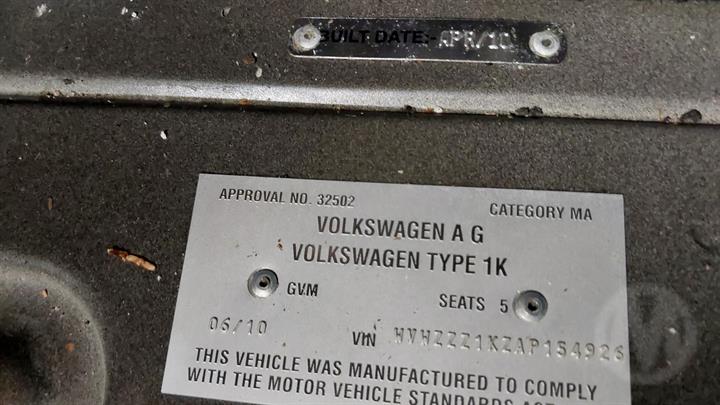 BUILT DATE:- APR/10
APPROVAL NO. 32502 CATEGORY MA
VOLKSWAGEN A G
VOLKSWAGEN TYPE 1K
GVM SEATS 5
06/10 VIN WVWZZZ1KZAP154926
THIS VEHICLE WAS MANUFACTURED TO COMPLY
WITH THE MOTOR VEHICLE STANDARDS ACT